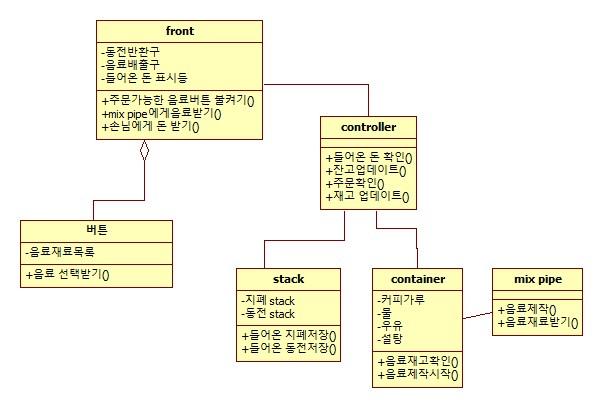 front
-동전반환구
-음료배출구
-들어온 돈 표시등
+주문가능한 음료버튼 불켜기()
+mix pipe에게음료받기()
+손님에게 돈 받기()
controller
+들어온 돈 확인()
+잔고업데이트()
+주문확인()
+재고 업데이트()
버튼
-음료재료목록
+음료 선택받기()
stack
-지폐 stack
-동전 stack
+들어온 지폐저장()
+들어온 동전저장()
container
-커피가루
-물
-우유
-설탕
+음료재고확인()
+음료제작시작()
mix pipe
+음료제작()
+음료재료받기()